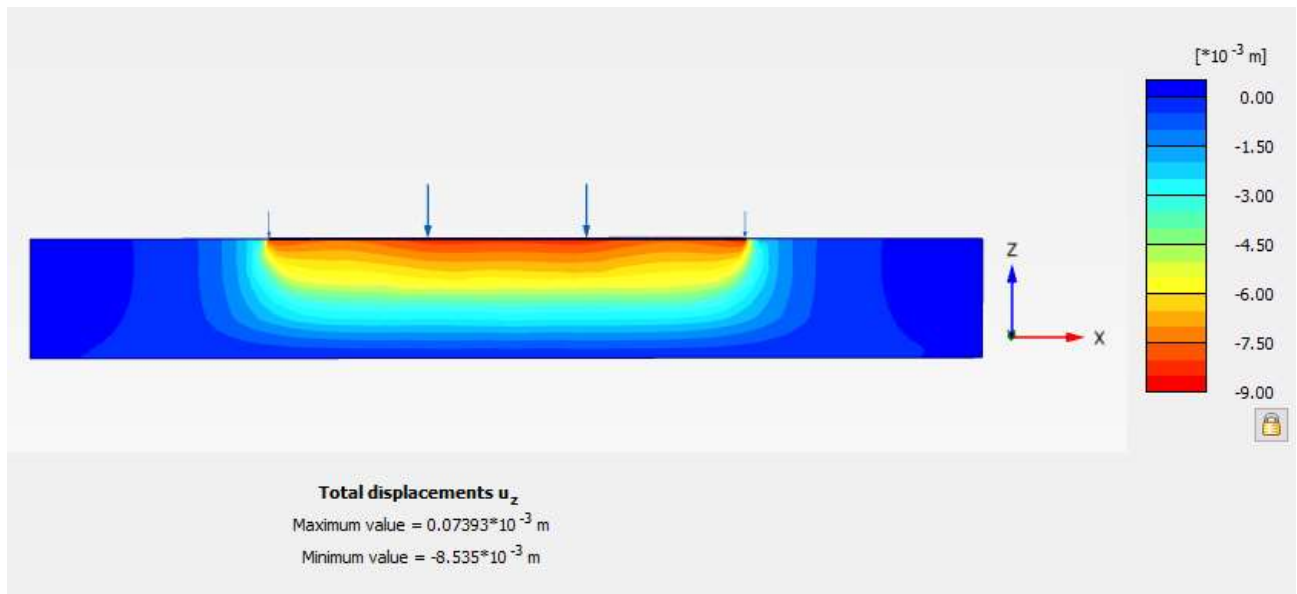 [*10 -3 m]
0.00
-1.50
-3.00
-4.50
-6.00
-7.50
-9.00
Z
X
Total displacements uz
Maximum value = 0.07393*10 -3 m
Minimum value = -8.535*10 -3 m